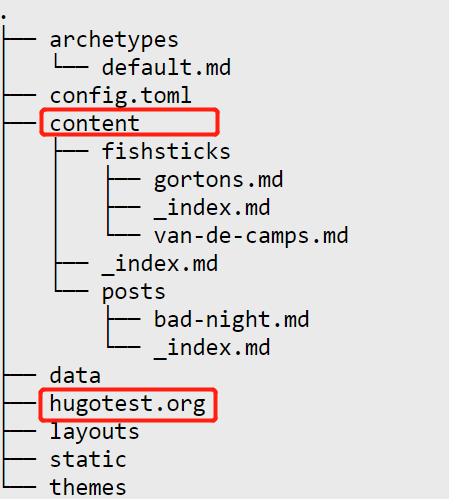 .
├── archetypes
│   └── default.md
├── config.toml
├── content
│   ├── fishsticks
│   │   ├── gortons.md
│   │   ├── _index.md
│   │   └── van-de-camps.md
│   ├── _index.md
│   └── posts
│       ├── bad-night.md
│       └── _index.md
├── data
├── hugotest.org
├── layouts
├── static
└── themes